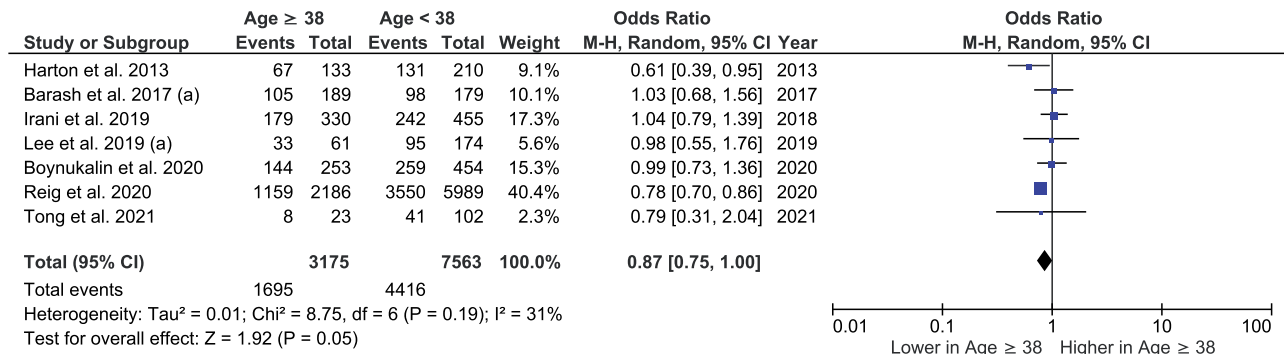 Age ≥ 38 Age < 38 Odds Ratio Odds Ratio
Study or Subgroup Events Total Events Total Weight M-H, Random, 95% CI Year M-H, Random, 95% CI
Harton et al. 2013 67 133 131 210 9.1% 0.61 [0.39, 0.95] 2013
Barash et al. 2017 (a) 105 189 98 179 10.1% 1.03 [0.68, 1.56] 2017
Irani et al. 2019 179 330 242 455 17.3% 1.04 [0.79, 1.39] 2018
Lee et al. 2019 (a) 33 61 95 174 5.6% 0.98 [0.55, 1.76] 2019
Boynukalin et al. 2020 144 253 259 454 15.3% 0.99 [0.73, 1.36] 2020
Reig et al. 2020 1159 2186 3550 5989 40.4% 0.78 [0.70, 0.86] 2020
Tong et al. 2021 8 23 41 102 2.3% 0.79 [0.31, 2.04] 2021
Total (95% CI) 3175 7563 100.0% 0.87 [0.75, 1.00]
Total events 1695 4416
Heterogeneity: Tau² = 0.01; Chi² = 8.75, df = 6 (P = 0.19); I² = 31%
Test for overall effect: Z = 1.92 (P = 0.05)
0.01 0.1 1 10 100
Lower in Age ≥ 38 Higher in Age ≥ 38